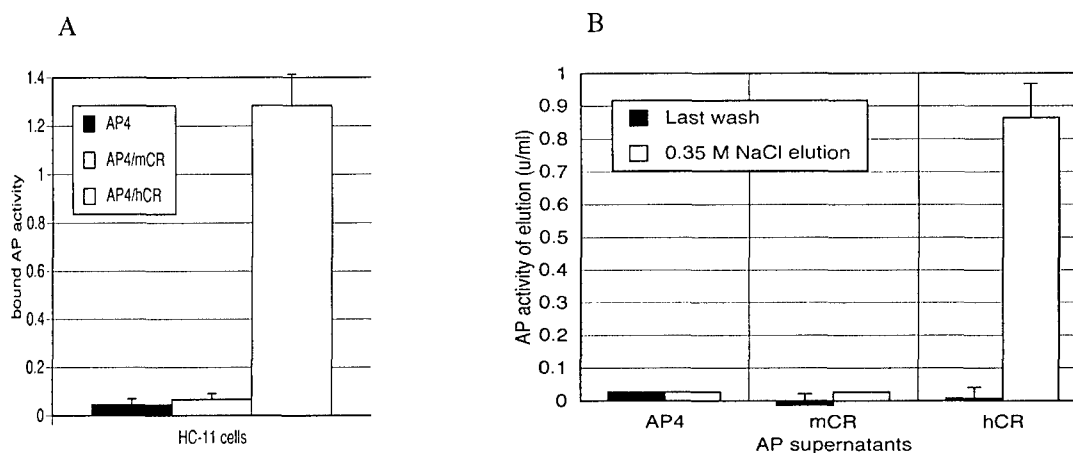 A
bound AP activity
1.4
1.2
1
0.8
0.6
0.4
0.2
0
AP4
AP4/mCR
AP4/hCR
HC-11 cells
B
AP activity of elution (u/ml)
1
0.9
0.8
0.7
0.6
0.5
0.4
0.3
0.2
0.1
0
Last wash
0.35 M NaCl elution
AP4 mCR hCR
AP supernatants